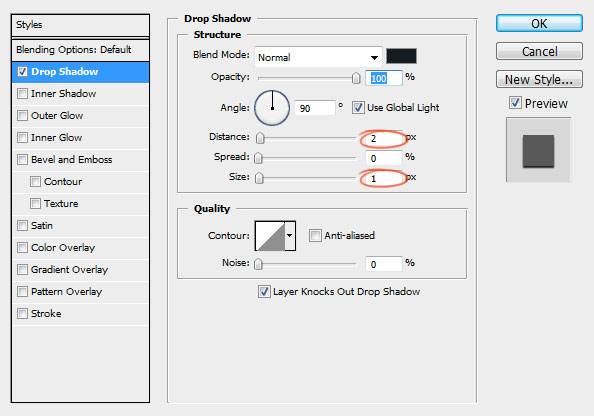 Styles
Blending Options: Default
Drop Shadow
Inner Shadow
Outer Glow
Inner Glow
Bevel and Emboss
Contour
Texture
Satin
Color Overlay
Gradient Overlay
Pattern Overlay
Stroke
Drop Shadow
Structure
Blend Mode: Normal
Opacity: 100 %
Angle: 90 ° Use Global Light
Distance: 2 px
Spread: 0 %
Size: 1 px
Quality
Contour: Anti-aliased
Noise: 0 %
Layer Knocks Out Drop Shadow
OK
Cancel
New Style...
Preview